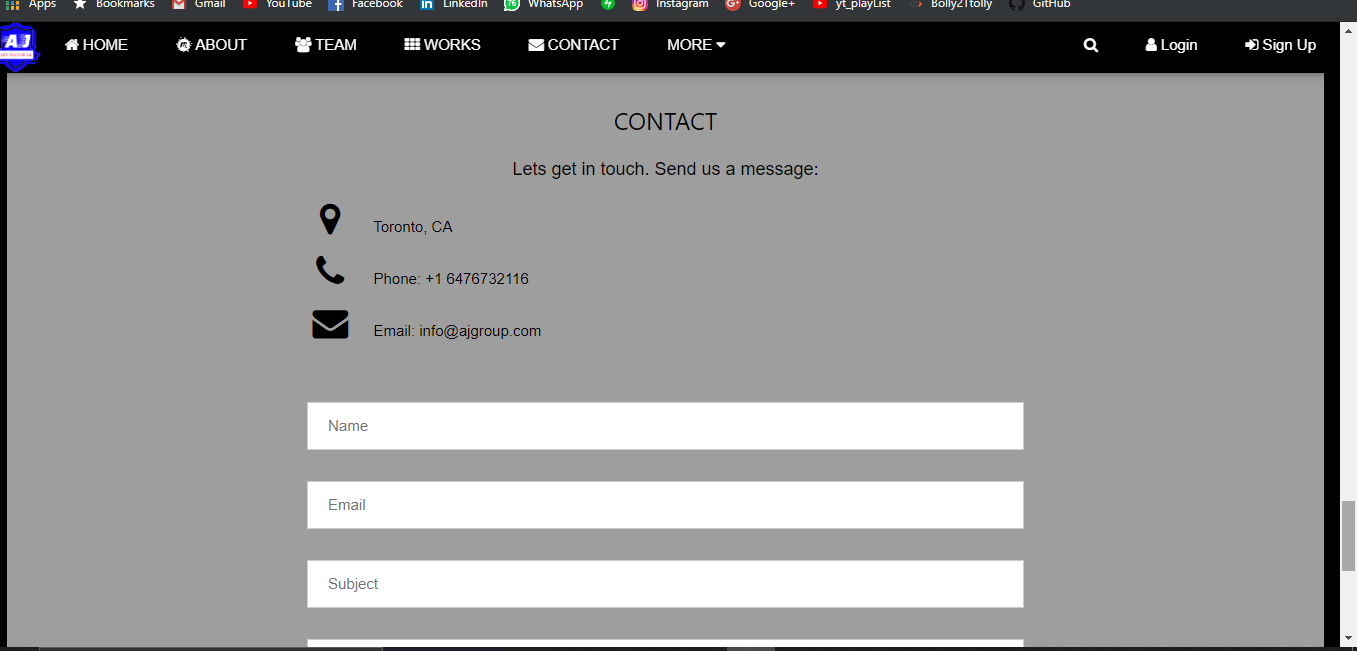 Apps Bookmarks Gmail YouTube Facebook LinkedIn WhatsApp Instagram Google+ yt_playList Bolly2Tolly GitHub
AJ HOME ABOUT TEAM WORKS CONTACT MORE Login Sign Up
CONTACT
Lets get in touch. Send us a message:
Toronto, CA
Phone: +1 6476732116
Email: info@ajgroup.com
Name
Email
Subject